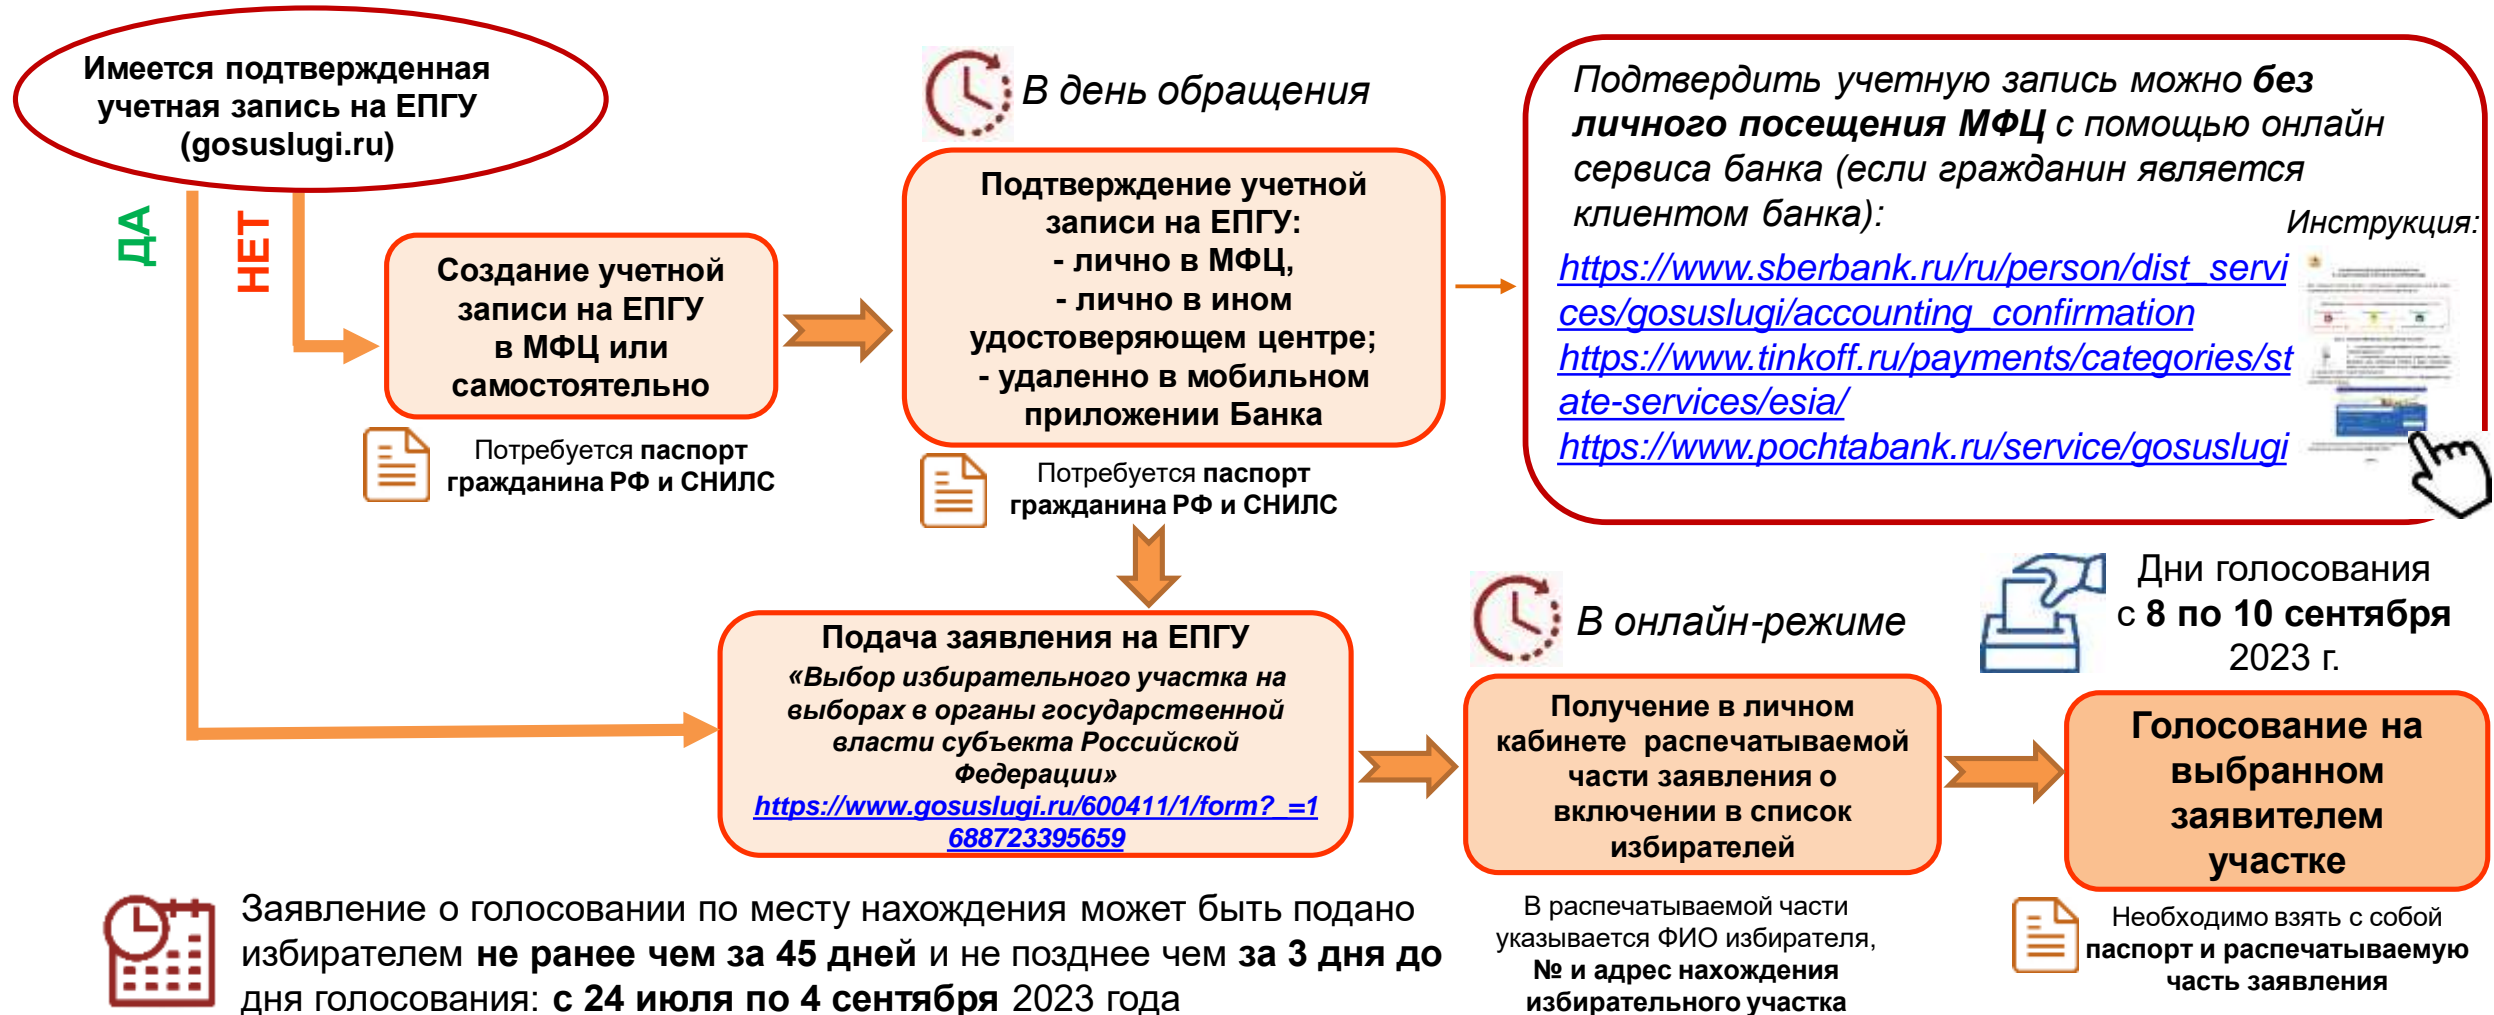 Имеется подтвержденная
учетная запись на ЕПГУ
(gosuslugi.ru)
ДА
НЕТ
Создание учетной
записи на ЕПГУ
в МФЦ или
самостоятельно
Потребуется паспорт
гражданина РФ и СНИЛС
В день обращения
Подтверждение учетной
записи на ЕПГУ:
- лично в МФЦ,
- лично в ином
удостоверяющем центре;
- удаленно в мобильном
приложении Банка
Потребуется паспорт
гражданина РФ и СНИЛС
Подтвердить учетную запись можно без
личного посещения МФЦ с помощью онлайн
сервиса банка (если гражданин является
клиентом банка):
Инструкция:
https://www.sberbank.ru/ru/person/dist_servi
ces/gosuslugi/accounting_confirmation
https://www.tinkoff.ru/payments/categories/st
ate-services/esia/
https://www.pochtabank.ru/service/gosuslugi
Подача заявления на ЕПГУ
«Выбор избирательного участка на
выборах в органы государственной
власти субъекта Российской
Федерации»
https://www.gosuslugi.ru/600411/1/form?_=1
688723395659
В онлайн-режиме
Получение в личном
кабинете распечатываемой
части заявления о
включении в список
избирателей
В распечатываемой части
указывается ФИО избирателя,
№ и адрес нахождения
избирательного участка
Дни голосования
с 8 по 10 сентября
2023 г.
Голосование на
выбранном
заявителем
участке
Необходимо взять с собой
паспорт и распечатываемую
часть заявления
Заявление о голосовании по месту нахождения может быть подано
избирателем не ранее чем за 45 дней и не позднее чем за 3 дня до
дня голосования: с 24 июля по 4 сентября 2023 года